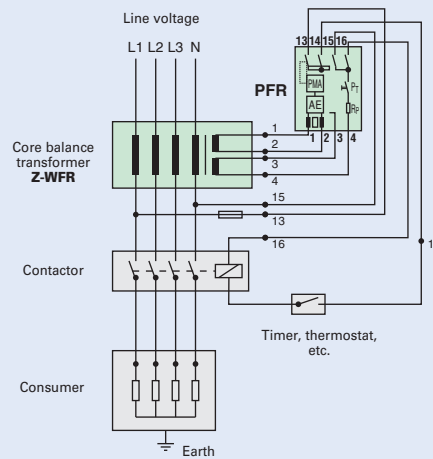 Line voltage
L1 L2 L3 N
13 14 15 16
PFR
PMA
PT
AE
RP
1 2 3 4
Core balance
transformer
Z-WFR
1
2
3
4
15
13
16
1
Contactor
Timer, thermostat,
etc.
Consumer
Earth